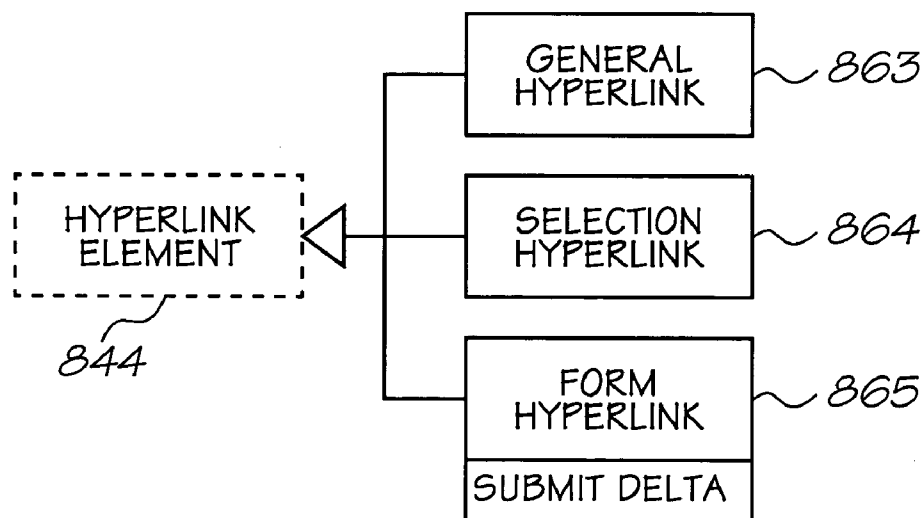 GENERAL
HYPERLINK
863
HYPERLINK
ELEMENT
844
SELECTION
HYPERLINK
864
FORM
HYPERLINK
865
SUBMIT DELTA